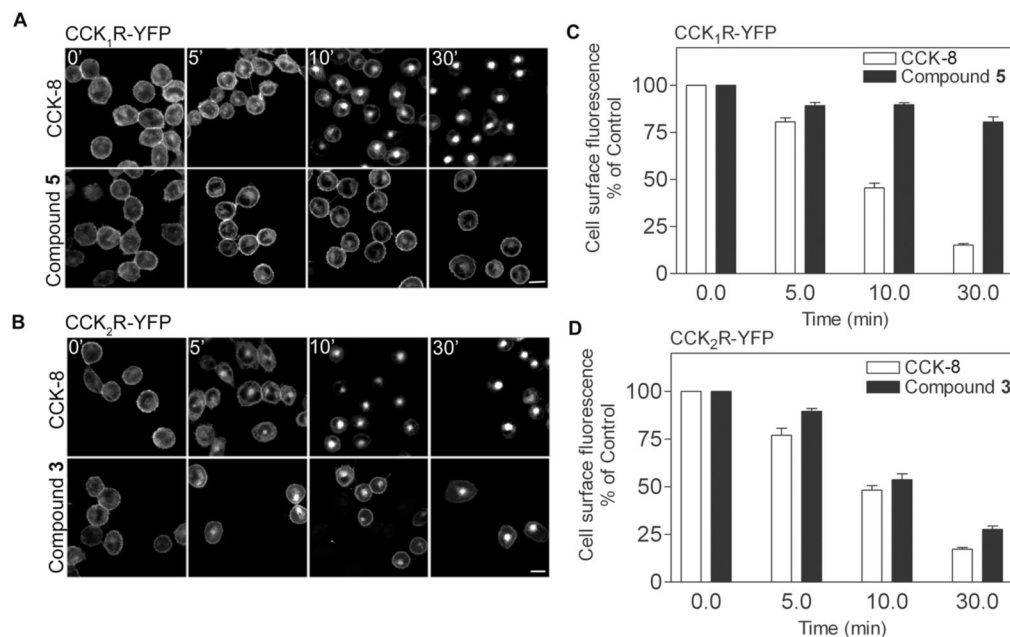 A
CCK₁R-YFP
0'
5'
10'
30'
CCK-8
Compound 5
B
CCK₂R-YFP
0'
5'
10'
30'
CCK-8
Compound 3
C
CCK₁R-YFP
CCK-8
Compound 5
Cell surface fluorescence
% of Control
100
75
50
25
0
0.0 5.0 10.0 30.0
Time (min)
D
CCK₂R-YFP
CCK-8
Compound 3
Cell surface fluorescence
% of Control
100
75
50
25
0
0.0 5.0 10.0 30.0
Time (min)